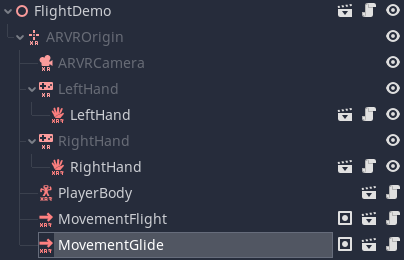 FlightDemo
ARVROrigin
ARVRCamera
LeftHand
LeftHand
RightHand
RightHand
PlayerBody
MovementFlight
MovementGlide